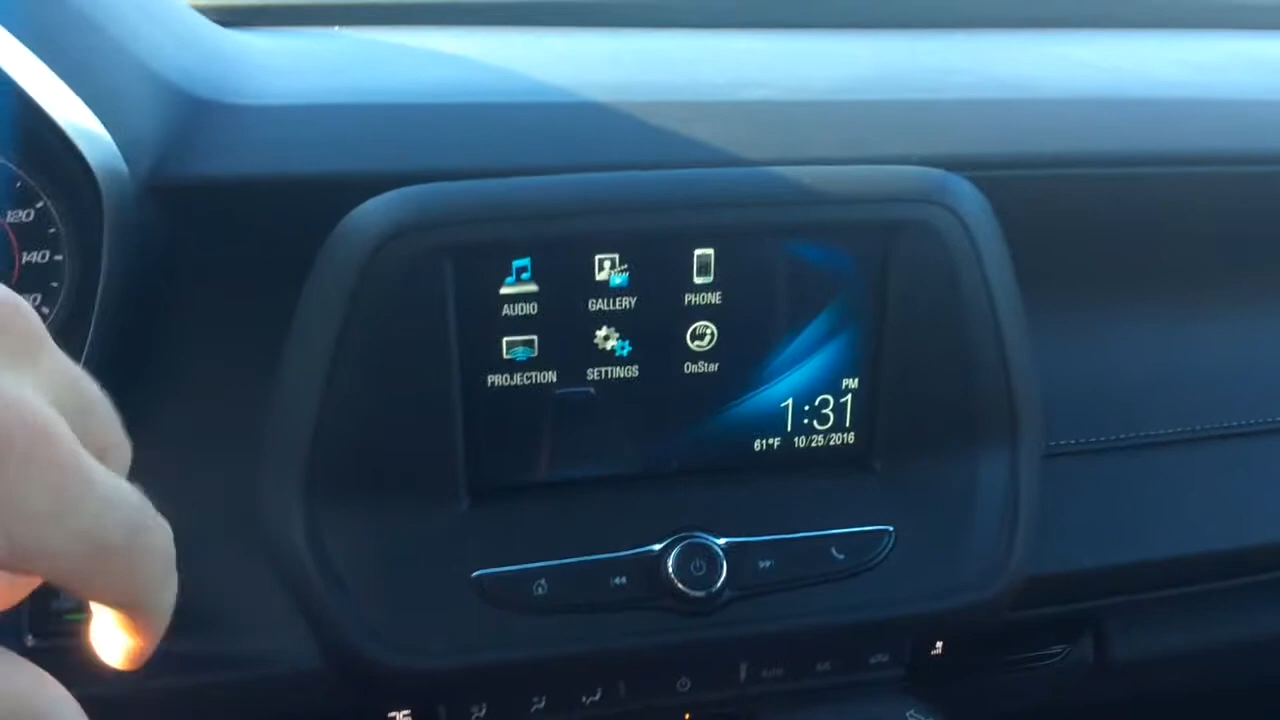 120
140
AUDIO
GALLERY
PHONE
PROJECTION
SETTINGS
OnStar
PM
1:31
61°F 10/25/2016